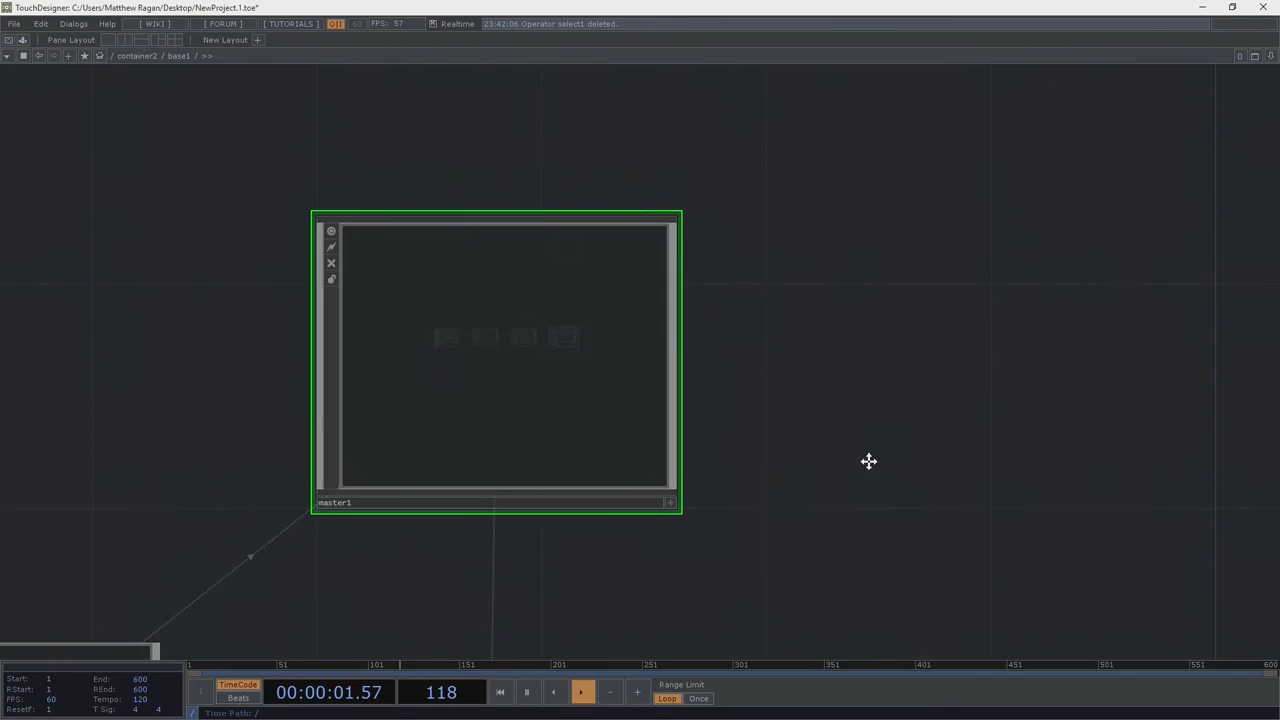 TouchDesigner: C:/Users/Matthew Ragan/Desktop/NewProject.1.toe*
File Edit Dialogs Help [ WIKI ] [ FORUM ] [ TUTORIALS ] O|I 60 FPS: 57 Realtime 23:42:06 Operator select1 deleted.
Pane Layout New Layout +
/ container2 / base1 / >>
master1
1 51 101 151 201 251 301 351 401 451 501 551 600
Start: 1 End: 600
RStart: 1 REnd: 600
FPS: 60 Tempo: 120
ResetF: 1 T Sig: 4 4
TimeCode
Beats
00:00:01.57
118
Range Limit
Loop Once
/ Time Path: /